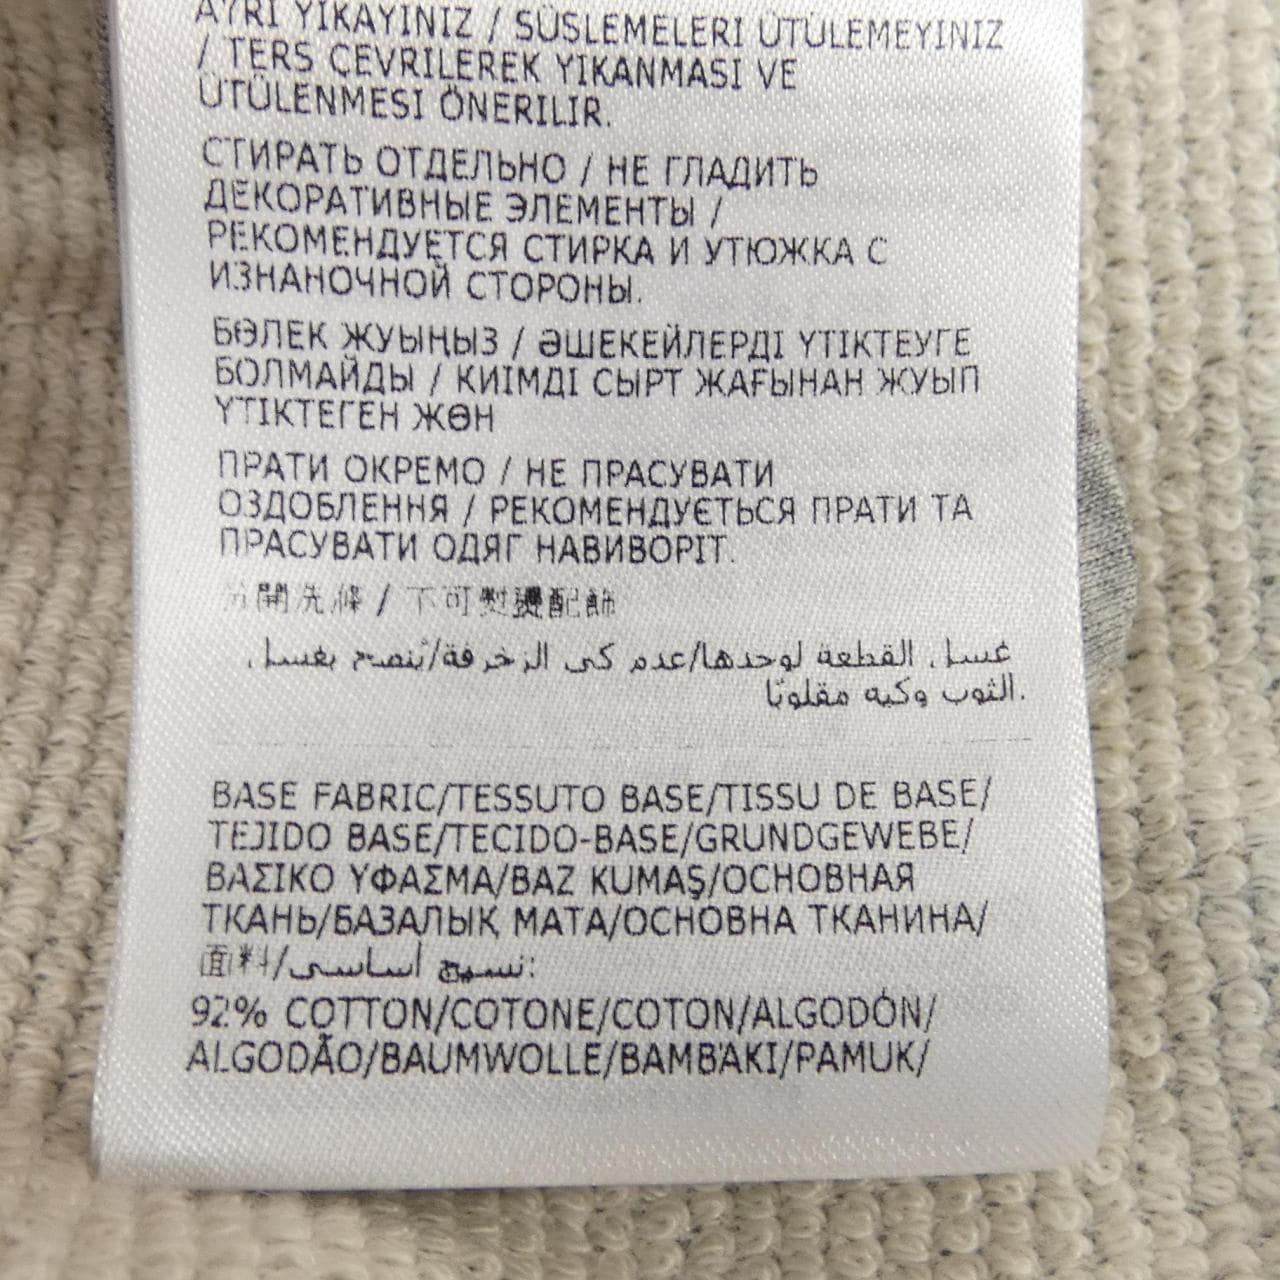 AYRI YIKAYINIZ / SÜSLEMELERİ ÜTÜLEMEYİNİZ
/ TERS ÇEVRİLEREK YIKANMASI VE
ÜTÜLENMESİ ÖNERİLİR.
СТИРАТЬ ОТДЕЛЬНО / НЕ ГЛАДИТЬ
ДЕКОРАТИВНЫЕ ЭЛЕМЕНТЫ /
РЕКОМЕНДУЕТСЯ СТИРКА И УТЮЖКА С
ИЗНАНОЧНОЙ СТОРОНЫ.
БӨЛЕК ЖУЫҢЫЗ / ӘШЕКЕЙЛЕРДІ ҮТІКТЕУГЕ
БОЛМАЙДЫ / КИІМДІ СЫРТ ЖАҒЫНАН ЖУЫП
ҮТІКТЕГЕН ЖӨН
ПРАТИ ОКРЕМО / НЕ ПРАСУВАТИ
ОЗДОБЛЕННЯ / РЕКОМЕНДУЄТЬСЯ ПРАТИ ТА
ПРАСУВАТИ ОДЯГ НАВИВОРІТ.
分開洗滌 / 不可熨燙配飾
غسل القطعة لوحدها/عدم كي الزخرفة/يُنصح بغسل
الثوب وكيه مقلوبًا.
BASE FABRIC/TESSUTO BASE/TISSU DE BASE/
TEJIDO BASE/TECIDO-BASE/GRUNDGEWEBE/
ΒΑΣΙΚΟ ΥΦΑΣΜΑ/BAZ KUMAŞ/ОСНОВНАЯ
ТКАНЬ/БАЗАЛЫҚ МАТА/ОСНОВНА ТКАНИНА/
面料/نسيج أساسي:
92% COTTON/COTONE/COTON/ALGODÓN/
ALGODÃO/BAUMWOLLE/ΒΑΜΒΆΚΙ/PAMUK/